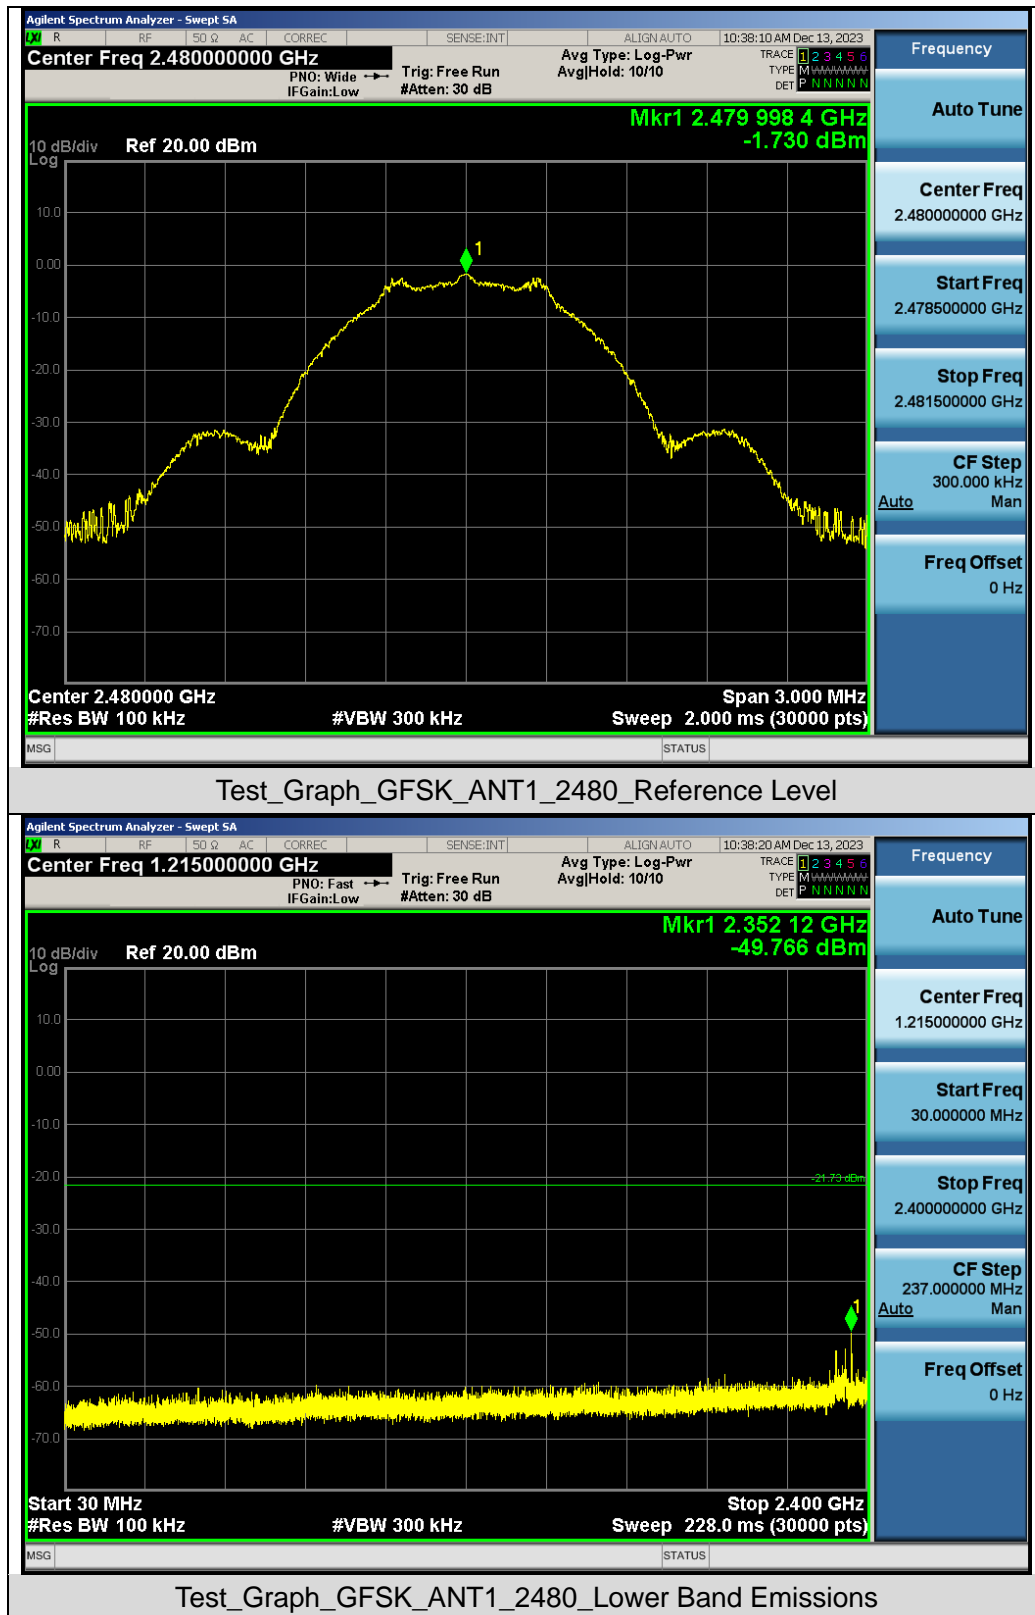 Agilent Spectrum Analyzer - Swept SA
LXI R RF 50 Ω AC CORREC SENSE:INT ALIGN AUTO 10:38:10 AM Dec 13, 2023
Center Freq 2.480000000 GHz
PNO: Wide
IFGain:Low
Trig: Free Run
#Atten: 30 dB
Avg Type: Log-Pwr
Avg|Hold: 10/10
TRACE 1 2 3 4 5 6
TYPE M
DET P N N N N N
Mkr1 2.479 998 4 GHz
-1.730 dBm
10 dB/div Ref 20.00 dBm
Log
10.0
0.00
-10.0
-20.0
-30.0
-40.0
-50.0
-60.0
-70.0
1
Center 2.480000 GHz Span 3.000 MHz
#Res BW 100 kHz #VBW 300 kHz Sweep 2.000 ms (30000 pts)
MSG STATUS
Frequency
Auto Tune
Center Freq
2.480000000 GHz
Start Freq
2.478500000 GHz
Stop Freq
2.481500000 GHz
CF Step
300.000 kHz
Auto Man
Freq Offset
0 Hz
Test_Graph_GFSK_ANT1_2480_Reference Level
Agilent Spectrum Analyzer - Swept SA
LXI R RF 50 Ω AC CORREC SENSE:INT ALIGN AUTO 10:38:20 AM Dec 13, 2023
Center Freq 1.215000000 GHz
PNO: Fast
IFGain:Low
Trig: Free Run
#Atten: 30 dB
Avg Type: Log-Pwr
Avg|Hold: 10/10
TRACE 1 2 3 4 5 6
TYPE M
DET P N N N N N
Mkr1 2.352 12 GHz
-49.766 dBm
10 dB/div Ref 20.00 dBm
Log
10.0
0.00
-10.0
-20.0
-30.0
-40.0
-50.0
-60.0
-70.0
-21.73 dBm
1
Start 30 MHz Stop 2.400 GHz
#Res BW 100 kHz #VBW 300 kHz Sweep 228.0 ms (30000 pts)
MSG STATUS
Frequency
Auto Tune
Center Freq
1.215000000 GHz
Start Freq
30.000000 MHz
Stop Freq
2.400000000 GHz
CF Step
237.000000 MHz
Auto Man
Freq Offset
0 Hz
Test_Graph_GFSK_ANT1_2480_Lower Band Emissions